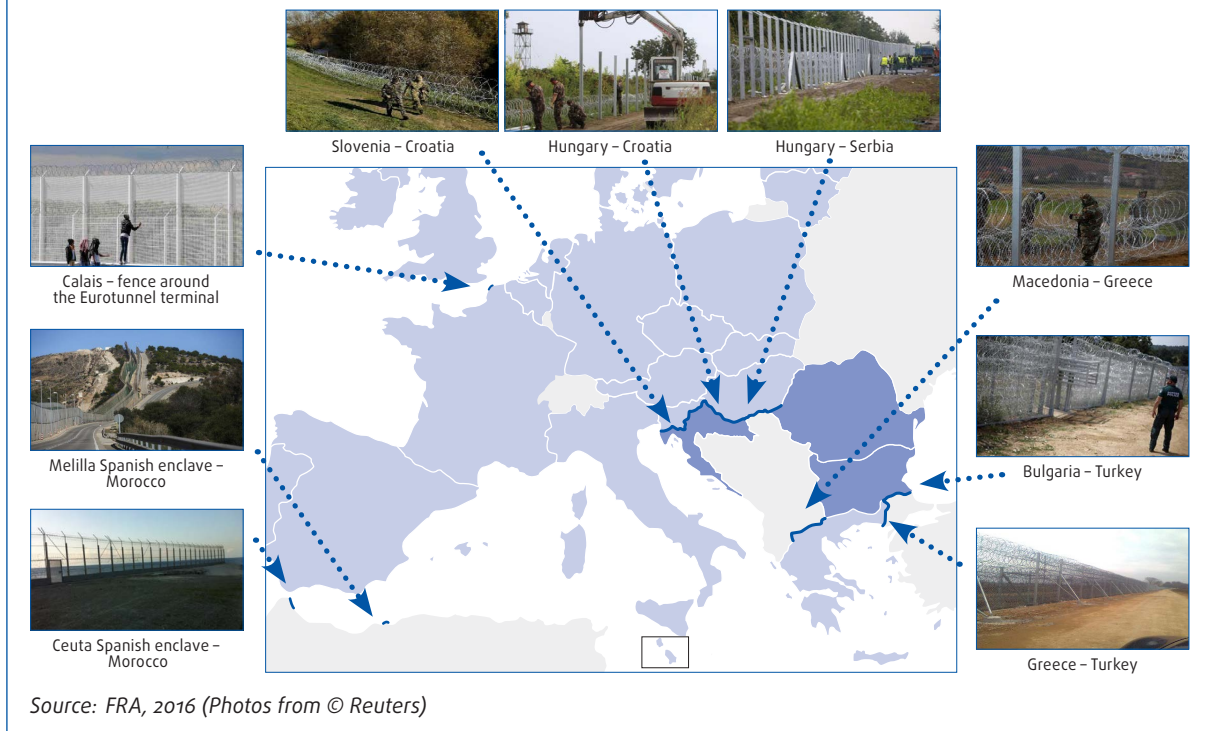 Slovenia – Croatia
Hungary – Croatia
Hungary – Serbia
Calais – fence around
the Eurotunnel terminal
Macedonia – Greece
Melilla Spanish enclave –
Morocco
Bulgaria – Turkey
Ceuta Spanish enclave –
Morocco
Greece – Turkey
Source: FRA, 2016 (Photos from © Reuters)